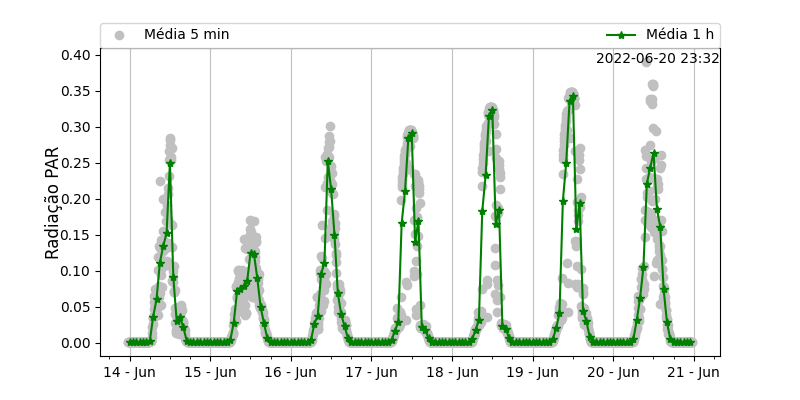 Média 5 min
Média 1 h
2022-06-20 23:32
Radiação PAR
0.40
0.35
0.30
0.25
0.20
0.15
0.10
0.05
0.00
14 - Jun
15 - Jun
16 - Jun
17 - Jun
18 - Jun
19 - Jun
20 - Jun
21 - Jun